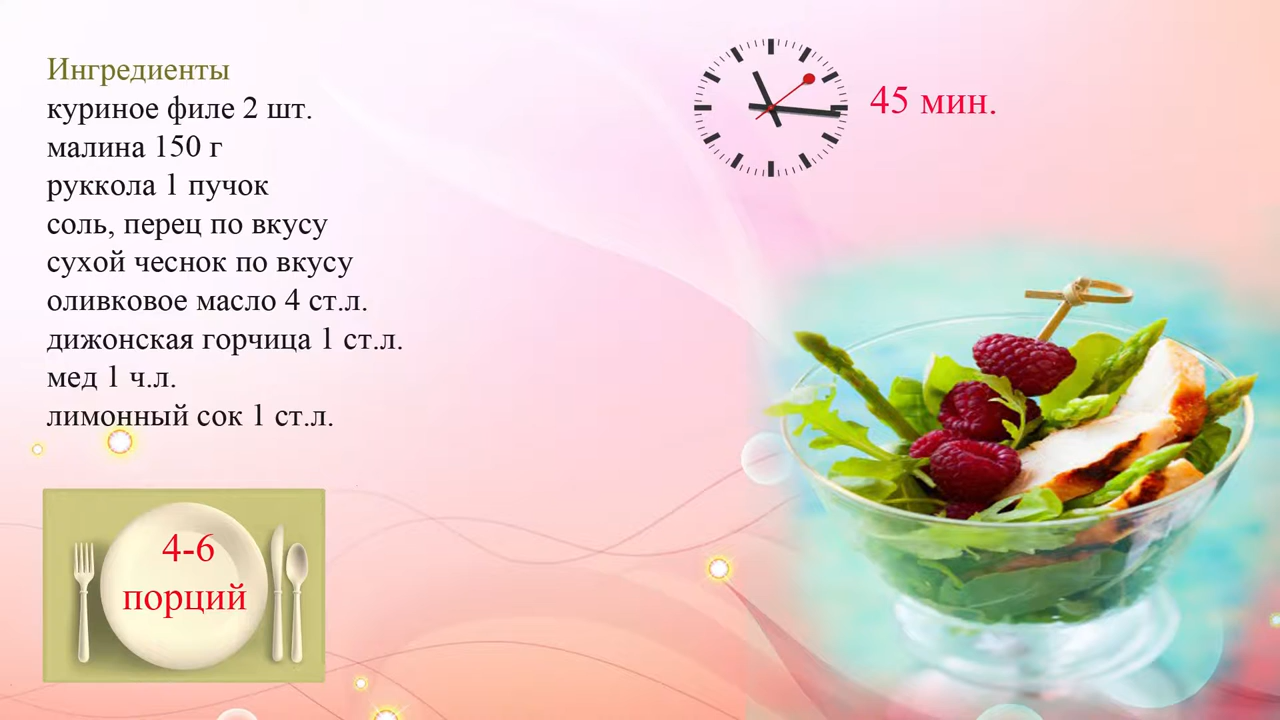 Ингредиенты
куриное филе 2 шт.
малина 150 г
руккола 1 пучок
соль, перец по вкусу
сухой чеснок по вкусу
оливковое масло 4 ст.л.
дижонская горчица 1 ст.л.
мед 1 ч.л.
лимонный сок 1 ст.л.
45 мин.
4-6
порций